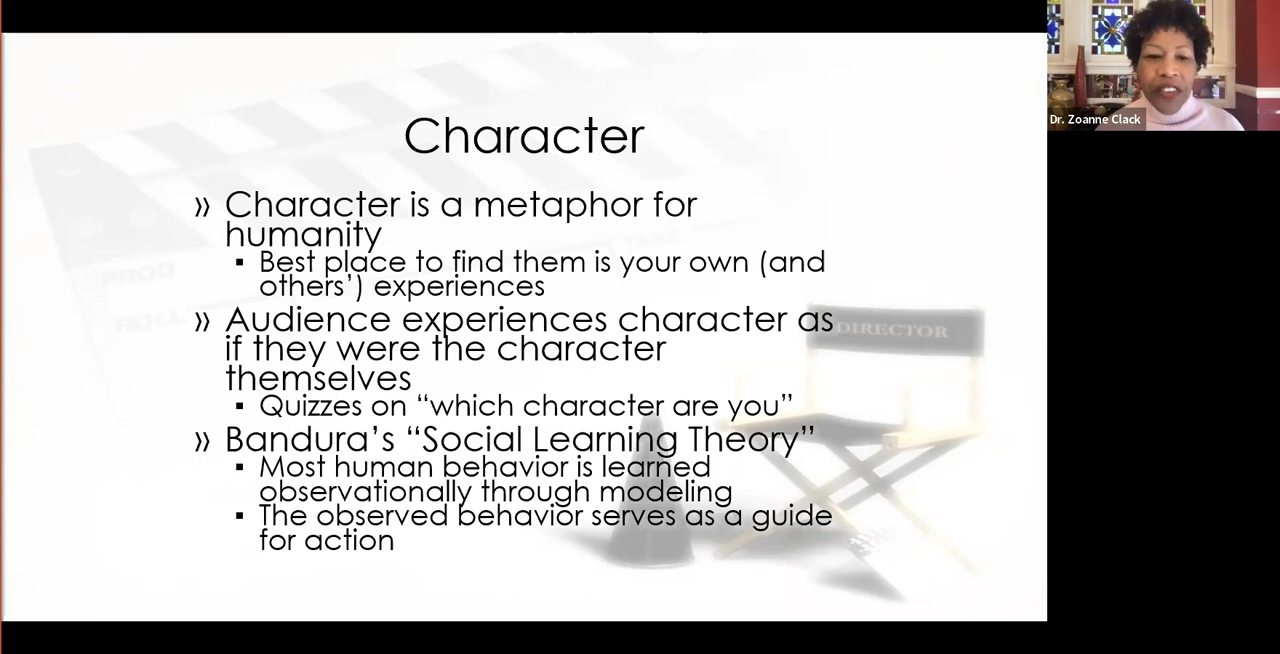 Character
» Character is a metaphor for
humanity
▪ Best place to find them is your own (and
others’) experiences
» Audience experiences character as
if they were the character
themselves
▪ Quizzes on “which character are you”
» Bandura’s “Social Learning Theory”
▪ Most human behavior is learned
observationally through modeling
▪ The observed behavior serves as a guide
for action
DIRECTOR
PROD
ROLL
TAKE
Dr. Zoanne Clack